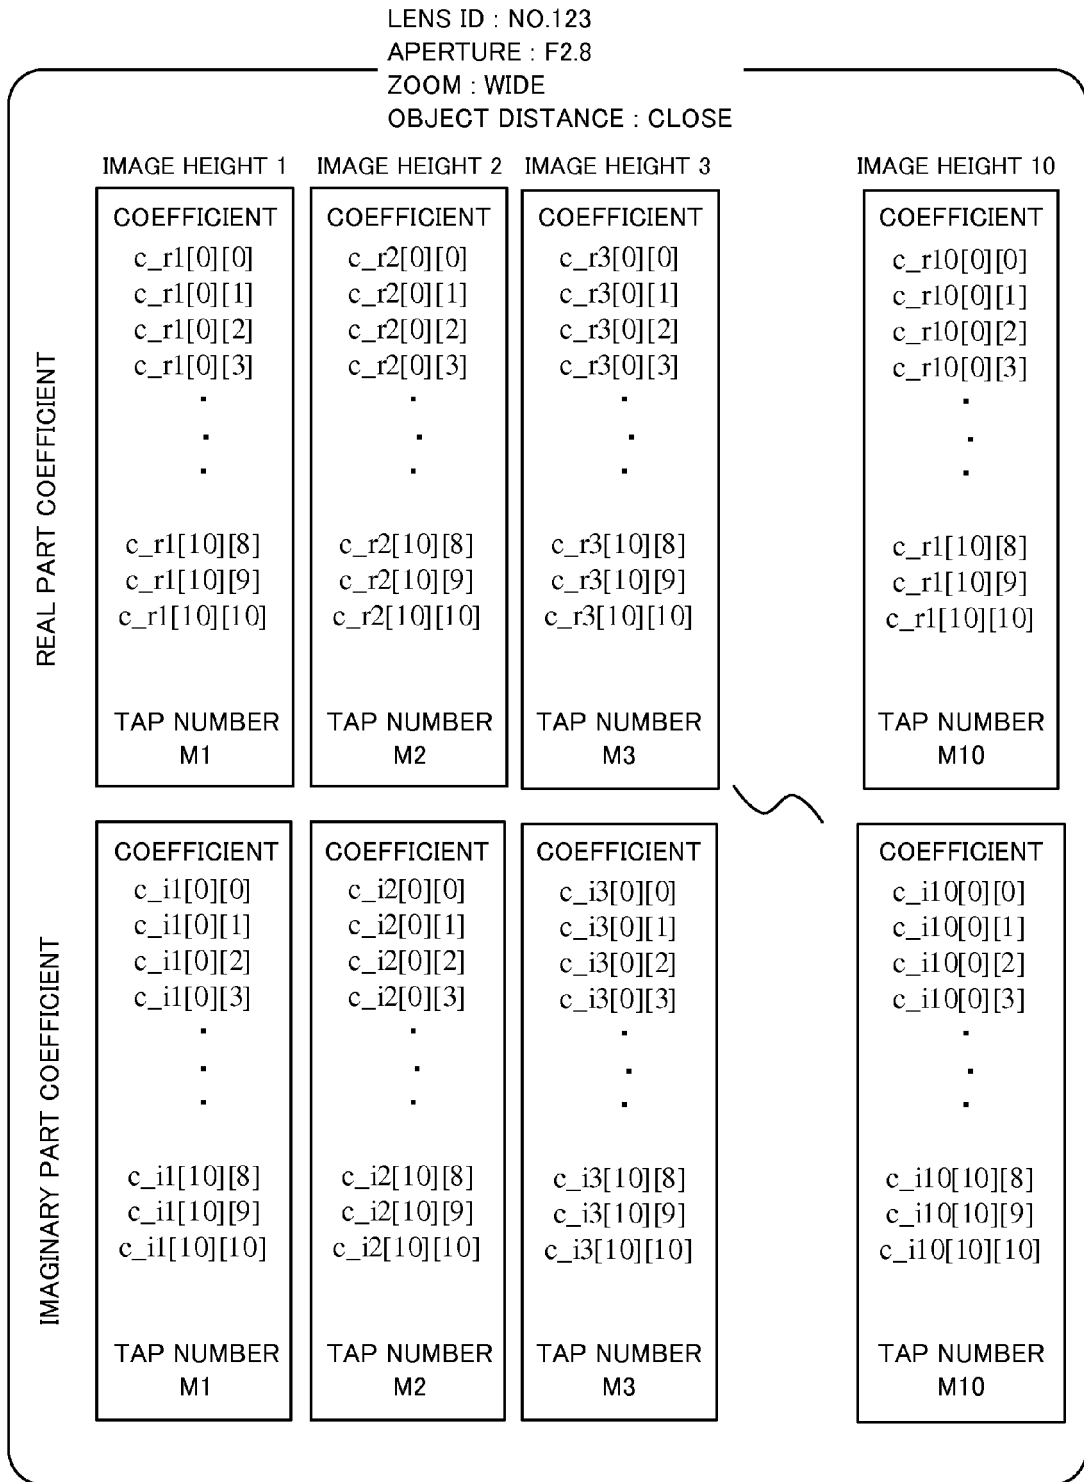 LENS ID : NO.123
APERTURE : F2.8
ZOOM : WIDE
OBJECT DISTANCE : CLOSE
IMAGE HEIGHT 1
IMAGE HEIGHT 2
IMAGE HEIGHT 3
IMAGE HEIGHT 10
REAL PART COEFFICIENT
COEFFICIENT
c_r1[0][0]
c_r1[0][1]
c_r1[0][2]
c_r1[0][3]
c_r1[10][8]
c_r1[10][9]
c_r1[10][10]
TAP NUMBER
M1
COEFFICIENT
c_r2[0][0]
c_r2[0][1]
c_r2[0][2]
c_r2[0][3]
c_r2[10][8]
c_r2[10][9]
c_r2[10][10]
TAP NUMBER
M2
COEFFICIENT
c_r3[0][0]
c_r3[0][1]
c_r3[0][2]
c_r3[0][3]
c_r3[10][8]
c_r3[10][9]
c_r3[10][10]
TAP NUMBER
M3
COEFFICIENT
c_r10[0][0]
c_r10[0][1]
c_r10[0][2]
c_r10[0][3]
c_r1[10][8]
c_r1[10][9]
c_r1[10][10]
TAP NUMBER
M10
IMAGINARY PART COEFFICIENT
COEFFICIENT
c_i1[0][0]
c_i1[0][1]
c_i1[0][2]
c_i1[0][3]
c_i1[10][8]
c_i1[10][9]
c_i1[10][10]
TAP NUMBER
M1
COEFFICIENT
c_i2[0][0]
c_i2[0][1]
c_i2[0][2]
c_i2[0][3]
c_i2[10][8]
c_i2[10][9]
c_i2[10][10]
TAP NUMBER
M2
COEFFICIENT
c_i3[0][0]
c_i3[0][1]
c_i3[0][2]
c_i3[0][3]
c_i3[10][8]
c_i3[10][9]
c_i3[10][10]
TAP NUMBER
M3
COEFFICIENT
c_i10[0][0]
c_i10[0][1]
c_i10[0][2]
c_i10[0][3]
c_i10[10][8]
c_i10[10][9]
c_i10[10][10]
TAP NUMBER
M10